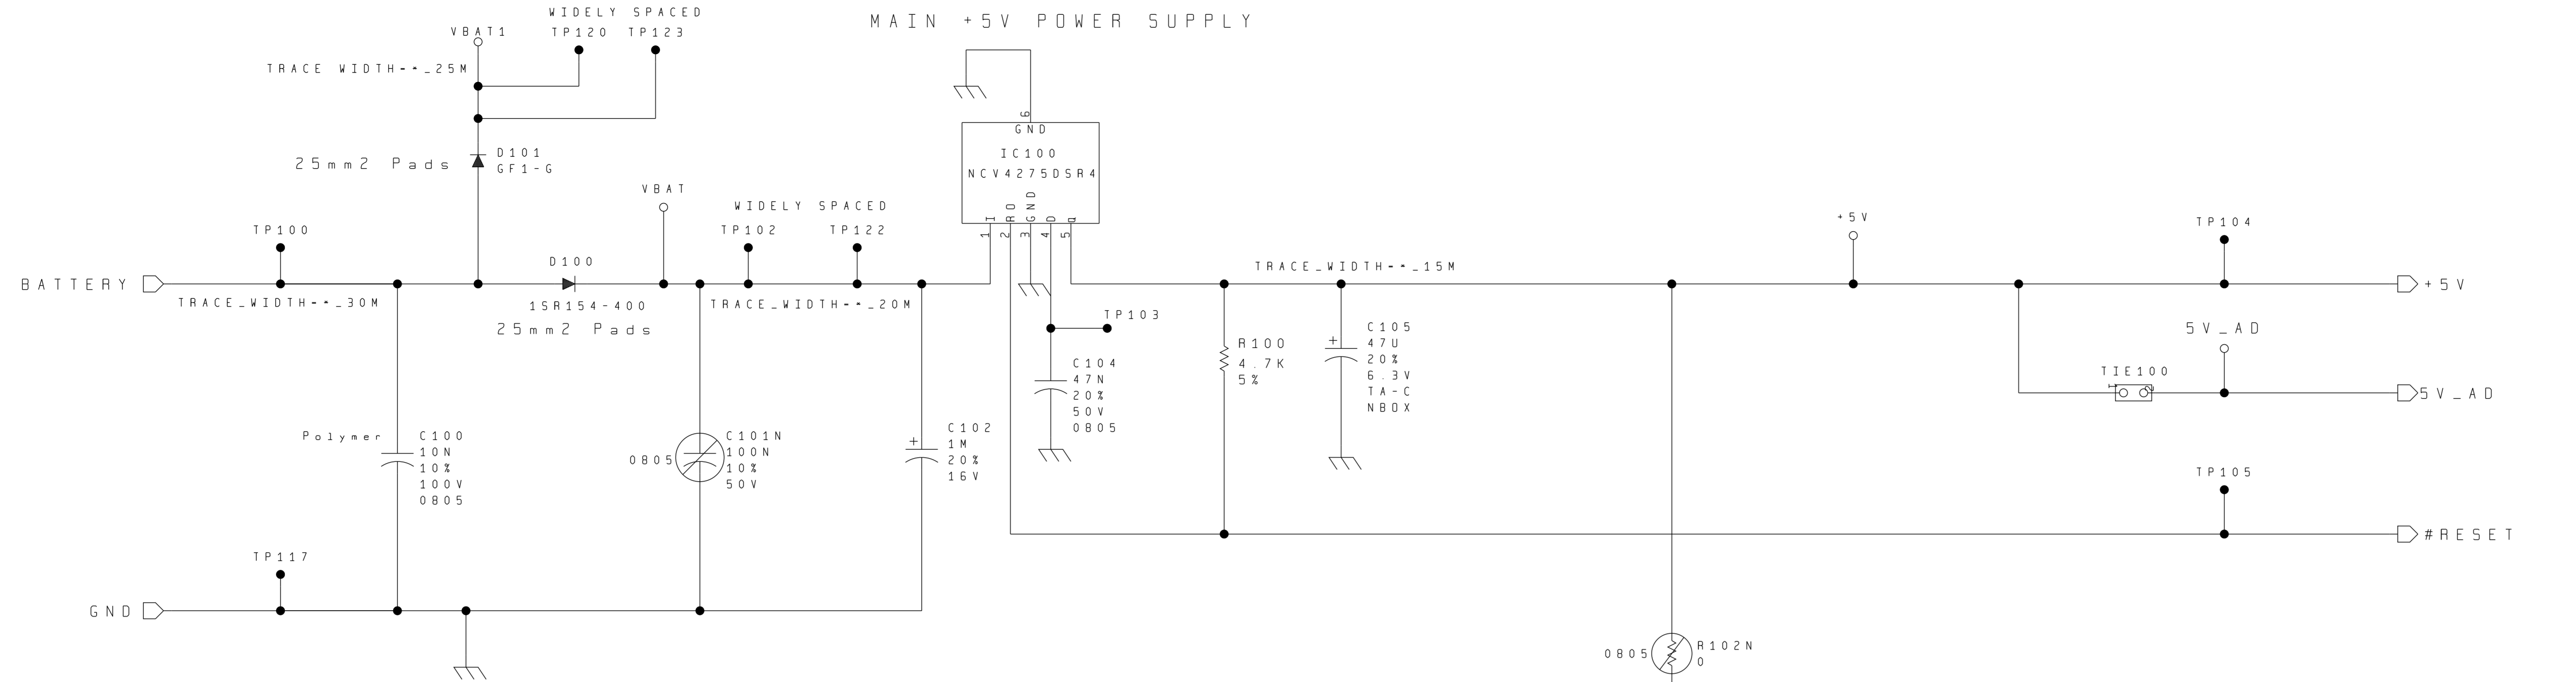 MAIN +5V POWER SUPPLY
WIDELY SPACED
TP120 TP123
VBAT1
TRACE WIDTH=*_25M
25mm2 Pads
D101
GF1-G
6
GND
IC100
NCV4275DSR4
I
RO
GND
D
Q
1
2
3
4
5
VBAT
WIDELY SPACED
TP102 TP122
TP100
BATTERY
TRACE_WIDTH=*_30M
D100
1SR154-400
25mm2 Pads
TRACE_WIDTH=*_20M
TRACE_WIDTH=*_15M
+5V
TP104
+5V
TP103
C104
47N
20%
50V
0805
R100
4.7K
5%
C105
47U
20%
6.3V
TA-C
NBOX
5V_AD
TIE100
1
2
5V_AD
Polymer
C100
10N
10%
100V
0805
0805
C101N
100N
10%
50V
C102
1M
20%
16V
TP105
#RESET
TP117
GND
0805
R102N
0